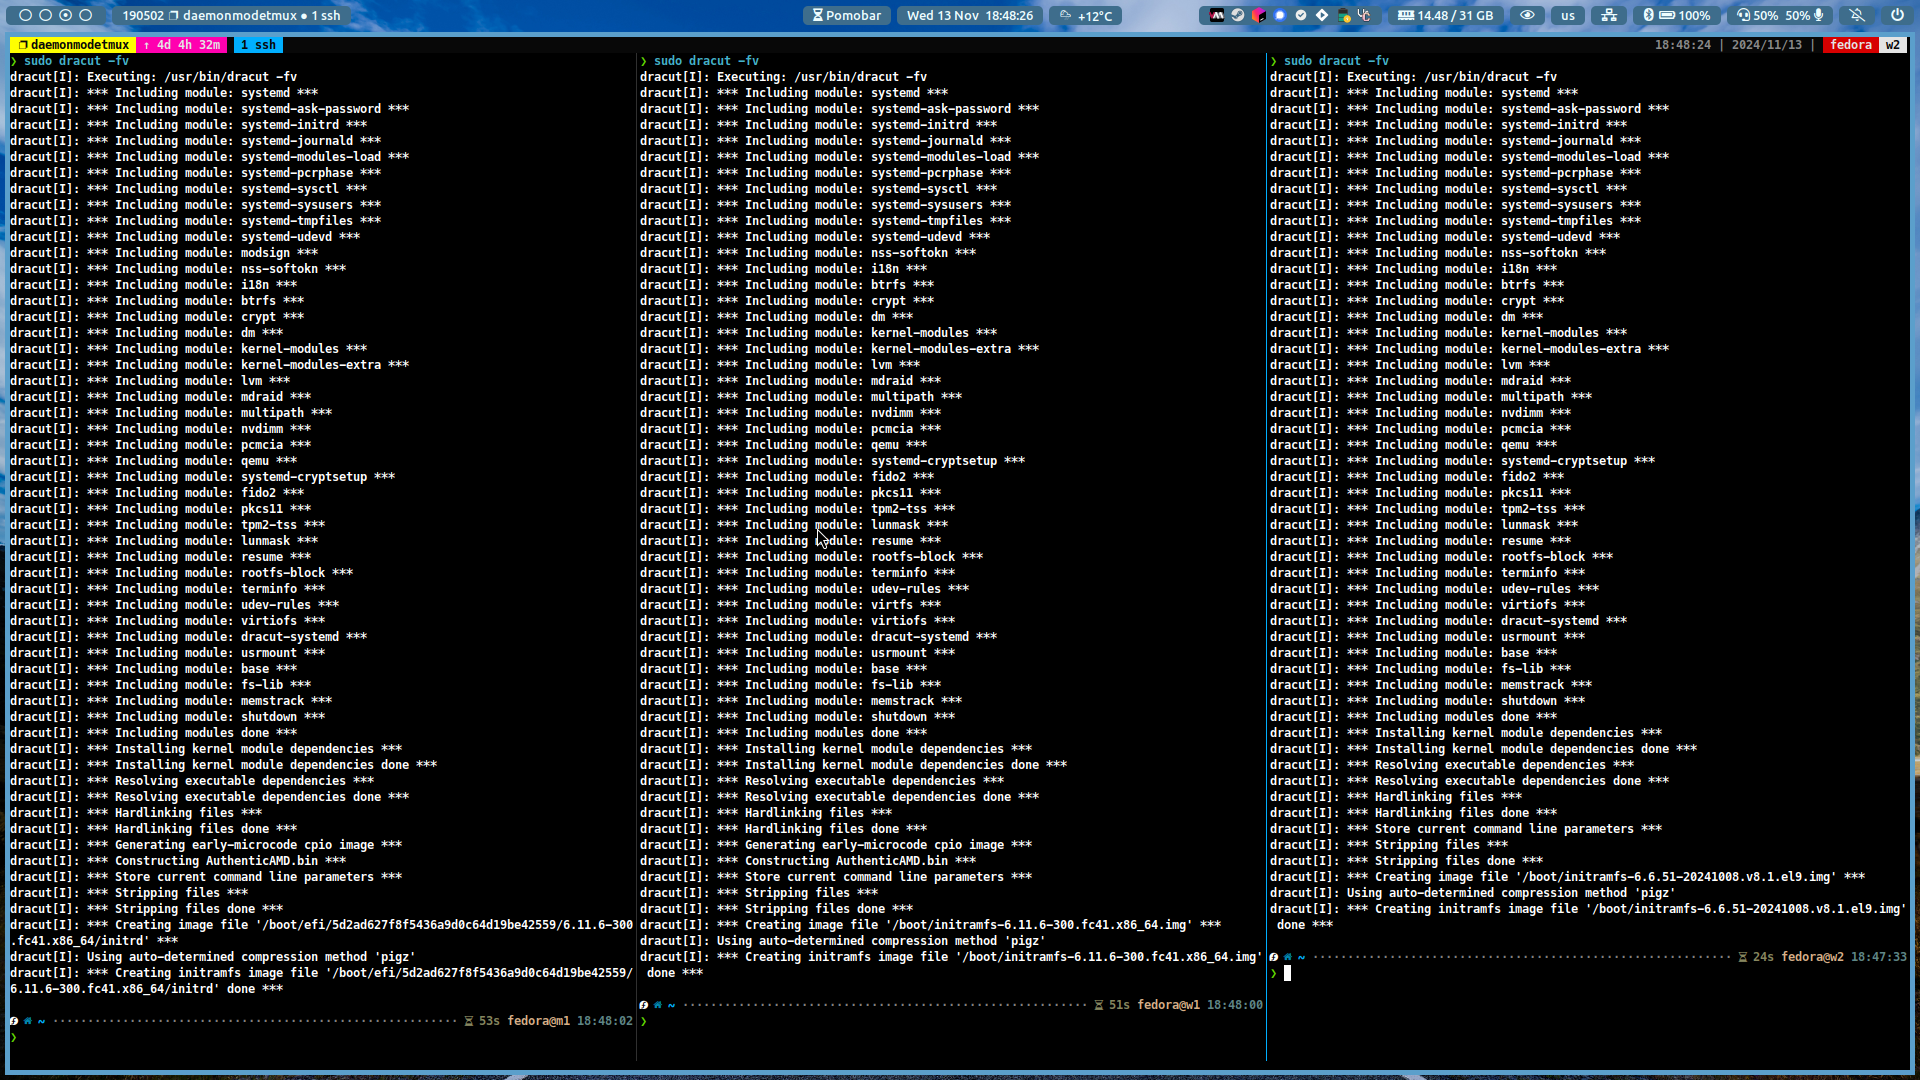 190502 daemonmodetmux ● 1 ssh
Pomobar
Wed 13 Nov 18:48:26
+12°C
14.48 / 31 GB
us
100%
50% 50%
daemonmodetmux ↑ 4d 4h 32m 1 ssh
18:48:24 | 2024/11/13 | fedora w2
❯ sudo dracut -fv
dracut[I]: Executing: /usr/bin/dracut -fv
dracut[I]: *** Including module: systemd ***
dracut[I]: *** Including module: systemd-ask-password ***
dracut[I]: *** Including module: systemd-initrd ***
dracut[I]: *** Including module: systemd-journald ***
dracut[I]: *** Including module: systemd-modules-load ***
dracut[I]: *** Including module: systemd-pcrphase ***
dracut[I]: *** Including module: systemd-sysctl ***
dracut[I]: *** Including module: systemd-sysusers ***
dracut[I]: *** Including module: systemd-tmpfiles ***
dracut[I]: *** Including module: systemd-udevd ***
dracut[I]: *** Including module: modsign ***
dracut[I]: *** Including module: nss-softokn ***
dracut[I]: *** Including module: i18n ***
dracut[I]: *** Including module: btrfs ***
dracut[I]: *** Including module: crypt ***
dracut[I]: *** Including module: dm ***
dracut[I]: *** Including module: kernel-modules ***
dracut[I]: *** Including module: kernel-modules-extra ***
dracut[I]: *** Including module: lvm ***
dracut[I]: *** Including module: mdraid ***
dracut[I]: *** Including module: multipath ***
dracut[I]: *** Including module: nvdimm ***
dracut[I]: *** Including module: pcmcia ***
dracut[I]: *** Including module: qemu ***
dracut[I]: *** Including module: systemd-cryptsetup ***
dracut[I]: *** Including module: fido2 ***
dracut[I]: *** Including module: pkcs11 ***
dracut[I]: *** Including module: tpm2-tss ***
dracut[I]: *** Including module: lunmask ***
dracut[I]: *** Including module: resume ***
dracut[I]: *** Including module: rootfs-block ***
dracut[I]: *** Including module: terminfo ***
dracut[I]: *** Including module: udev-rules ***
dracut[I]: *** Including module: virtiofs ***
dracut[I]: *** Including module: dracut-systemd ***
dracut[I]: *** Including module: usrmount ***
dracut[I]: *** Including module: base ***
dracut[I]: *** Including module: fs-lib ***
dracut[I]: *** Including module: memstrack ***
dracut[I]: *** Including module: shutdown ***
dracut[I]: *** Including modules done ***
dracut[I]: *** Installing kernel module dependencies ***
dracut[I]: *** Installing kernel module dependencies done ***
dracut[I]: *** Resolving executable dependencies ***
dracut[I]: *** Resolving executable dependencies done ***
dracut[I]: *** Hardlinking files ***
dracut[I]: *** Hardlinking files done ***
dracut[I]: *** Generating early-microcode cpio image ***
dracut[I]: *** Constructing AuthenticAMD.bin ***
dracut[I]: *** Store current command line parameters ***
dracut[I]: *** Stripping files ***
dracut[I]: *** Stripping files done ***
dracut[I]: *** Creating image file '/boot/efi/5d2ad627f8f5436a9d0c64d19be42559/6.11.6-300
.fc41.x86_64/initrd' ***
dracut[I]: Using auto-determined compression method 'pigz'
dracut[I]: *** Creating initramfs image file '/boot/efi/5d2ad627f8f5436a9d0c64d19be42559/
6.11.6-300.fc41.x86_64/initrd' done ***
~ 53s fedora@m1 18:48:02
❯
❯ sudo dracut -fv
dracut[I]: Executing: /usr/bin/dracut -fv
dracut[I]: *** Including module: systemd ***
dracut[I]: *** Including module: systemd-ask-password ***
dracut[I]: *** Including module: systemd-initrd ***
dracut[I]: *** Including module: systemd-journald ***
dracut[I]: *** Including module: systemd-modules-load ***
dracut[I]: *** Including module: systemd-pcrphase ***
dracut[I]: *** Including module: systemd-sysctl ***
dracut[I]: *** Including module: systemd-sysusers ***
dracut[I]: *** Including module: systemd-tmpfiles ***
dracut[I]: *** Including module: systemd-udevd ***
dracut[I]: *** Including module: nss-softokn ***
dracut[I]: *** Including module: i18n ***
dracut[I]: *** Including module: btrfs ***
dracut[I]: *** Including module: crypt ***
dracut[I]: *** Including module: dm ***
dracut[I]: *** Including module: kernel-modules ***
dracut[I]: *** Including module: kernel-modules-extra ***
dracut[I]: *** Including module: lvm ***
dracut[I]: *** Including module: mdraid ***
dracut[I]: *** Including module: multipath ***
dracut[I]: *** Including module: nvdimm ***
dracut[I]: *** Including module: pcmcia ***
dracut[I]: *** Including module: qemu ***
dracut[I]: *** Including module: systemd-cryptsetup ***
dracut[I]: *** Including module: fido2 ***
dracut[I]: *** Including module: pkcs11 ***
dracut[I]: *** Including module: tpm2-tss ***
dracut[I]: *** Including module: lunmask ***
dracut[I]: *** Including module: resume ***
dracut[I]: *** Including module: rootfs-block ***
dracut[I]: *** Including module: terminfo ***
dracut[I]: *** Including module: udev-rules ***
dracut[I]: *** Including module: virtfs ***
dracut[I]: *** Including module: virtiofs ***
dracut[I]: *** Including module: dracut-systemd ***
dracut[I]: *** Including module: usrmount ***
dracut[I]: *** Including module: base ***
dracut[I]: *** Including module: fs-lib ***
dracut[I]: *** Including module: memstrack ***
dracut[I]: *** Including module: shutdown ***
dracut[I]: *** Including modules done ***
dracut[I]: *** Installing kernel module dependencies ***
dracut[I]: *** Installing kernel module dependencies done ***
dracut[I]: *** Resolving executable dependencies ***
dracut[I]: *** Resolving executable dependencies done ***
dracut[I]: *** Hardlinking files ***
dracut[I]: *** Hardlinking files done ***
dracut[I]: *** Generating early-microcode cpio image ***
dracut[I]: *** Constructing AuthenticAMD.bin ***
dracut[I]: *** Store current command line parameters ***
dracut[I]: *** Stripping files ***
dracut[I]: *** Stripping files done ***
dracut[I]: *** Creating image file '/boot/initramfs-6.11.6-300.fc41.x86_64.img' ***
dracut[I]: Using auto-determined compression method 'pigz'
dracut[I]: *** Creating initramfs image file '/boot/initramfs-6.11.6-300.fc41.x86_64.img'
done ***
~ 51s fedora@w1 18:48:00
❯
❯ sudo dracut -fv
dracut[I]: Executing: /usr/bin/dracut -fv
dracut[I]: *** Including module: systemd ***
dracut[I]: *** Including module: systemd-ask-password ***
dracut[I]: *** Including module: systemd-initrd ***
dracut[I]: *** Including module: systemd-journald ***
dracut[I]: *** Including module: systemd-modules-load ***
dracut[I]: *** Including module: systemd-pcrphase ***
dracut[I]: *** Including module: systemd-sysctl ***
dracut[I]: *** Including module: systemd-sysusers ***
dracut[I]: *** Including module: systemd-tmpfiles ***
dracut[I]: *** Including module: systemd-udevd ***
dracut[I]: *** Including module: nss-softokn ***
dracut[I]: *** Including module: i18n ***
dracut[I]: *** Including module: btrfs ***
dracut[I]: *** Including module: crypt ***
dracut[I]: *** Including module: dm ***
dracut[I]: *** Including module: kernel-modules ***
dracut[I]: *** Including module: kernel-modules-extra ***
dracut[I]: *** Including module: lvm ***
dracut[I]: *** Including module: mdraid ***
dracut[I]: *** Including module: multipath ***
dracut[I]: *** Including module: nvdimm ***
dracut[I]: *** Including module: pcmcia ***
dracut[I]: *** Including module: qemu ***
dracut[I]: *** Including module: systemd-cryptsetup ***
dracut[I]: *** Including module: fido2 ***
dracut[I]: *** Including module: pkcs11 ***
dracut[I]: *** Including module: tpm2-tss ***
dracut[I]: *** Including module: lunmask ***
dracut[I]: *** Including module: resume ***
dracut[I]: *** Including module: rootfs-block ***
dracut[I]: *** Including module: terminfo ***
dracut[I]: *** Including module: udev-rules ***
dracut[I]: *** Including module: virtiofs ***
dracut[I]: *** Including module: dracut-systemd ***
dracut[I]: *** Including module: usrmount ***
dracut[I]: *** Including module: base ***
dracut[I]: *** Including module: fs-lib ***
dracut[I]: *** Including module: memstrack ***
dracut[I]: *** Including module: shutdown ***
dracut[I]: *** Including modules done ***
dracut[I]: *** Installing kernel module dependencies ***
dracut[I]: *** Installing kernel module dependencies done ***
dracut[I]: *** Resolving executable dependencies ***
dracut[I]: *** Resolving executable dependencies done ***
dracut[I]: *** Hardlinking files ***
dracut[I]: *** Hardlinking files done ***
dracut[I]: *** Store current command line parameters ***
dracut[I]: *** Stripping files ***
dracut[I]: *** Stripping files done ***
dracut[I]: *** Creating image file '/boot/initramfs-6.6.51-20241008.v8.1.el9.img' ***
dracut[I]: Using auto-determined compression method 'pigz'
dracut[I]: *** Creating initramfs image file '/boot/initramfs-6.6.51-20241008.v8.1.el9.img'
done ***
~ 24s fedora@w2 18:47:33
❯